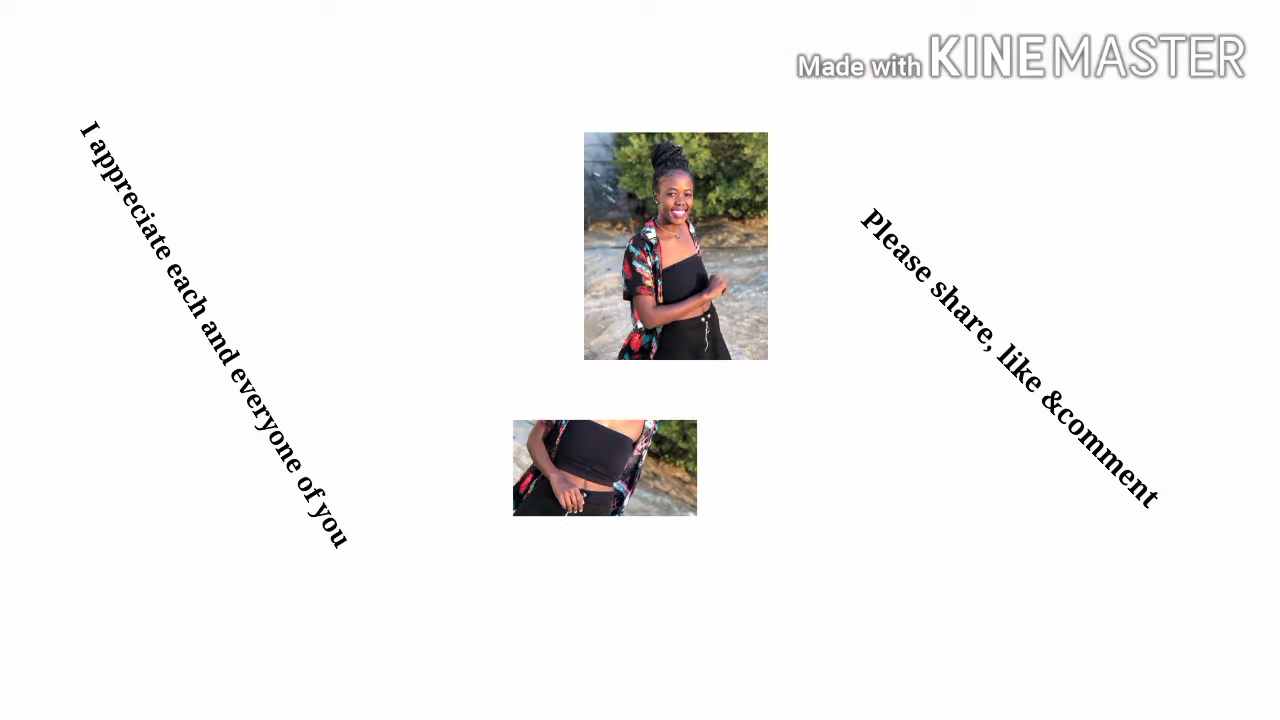 Made with KINEMASTER
I appreciate each and everyone of you
Please share, like &comment